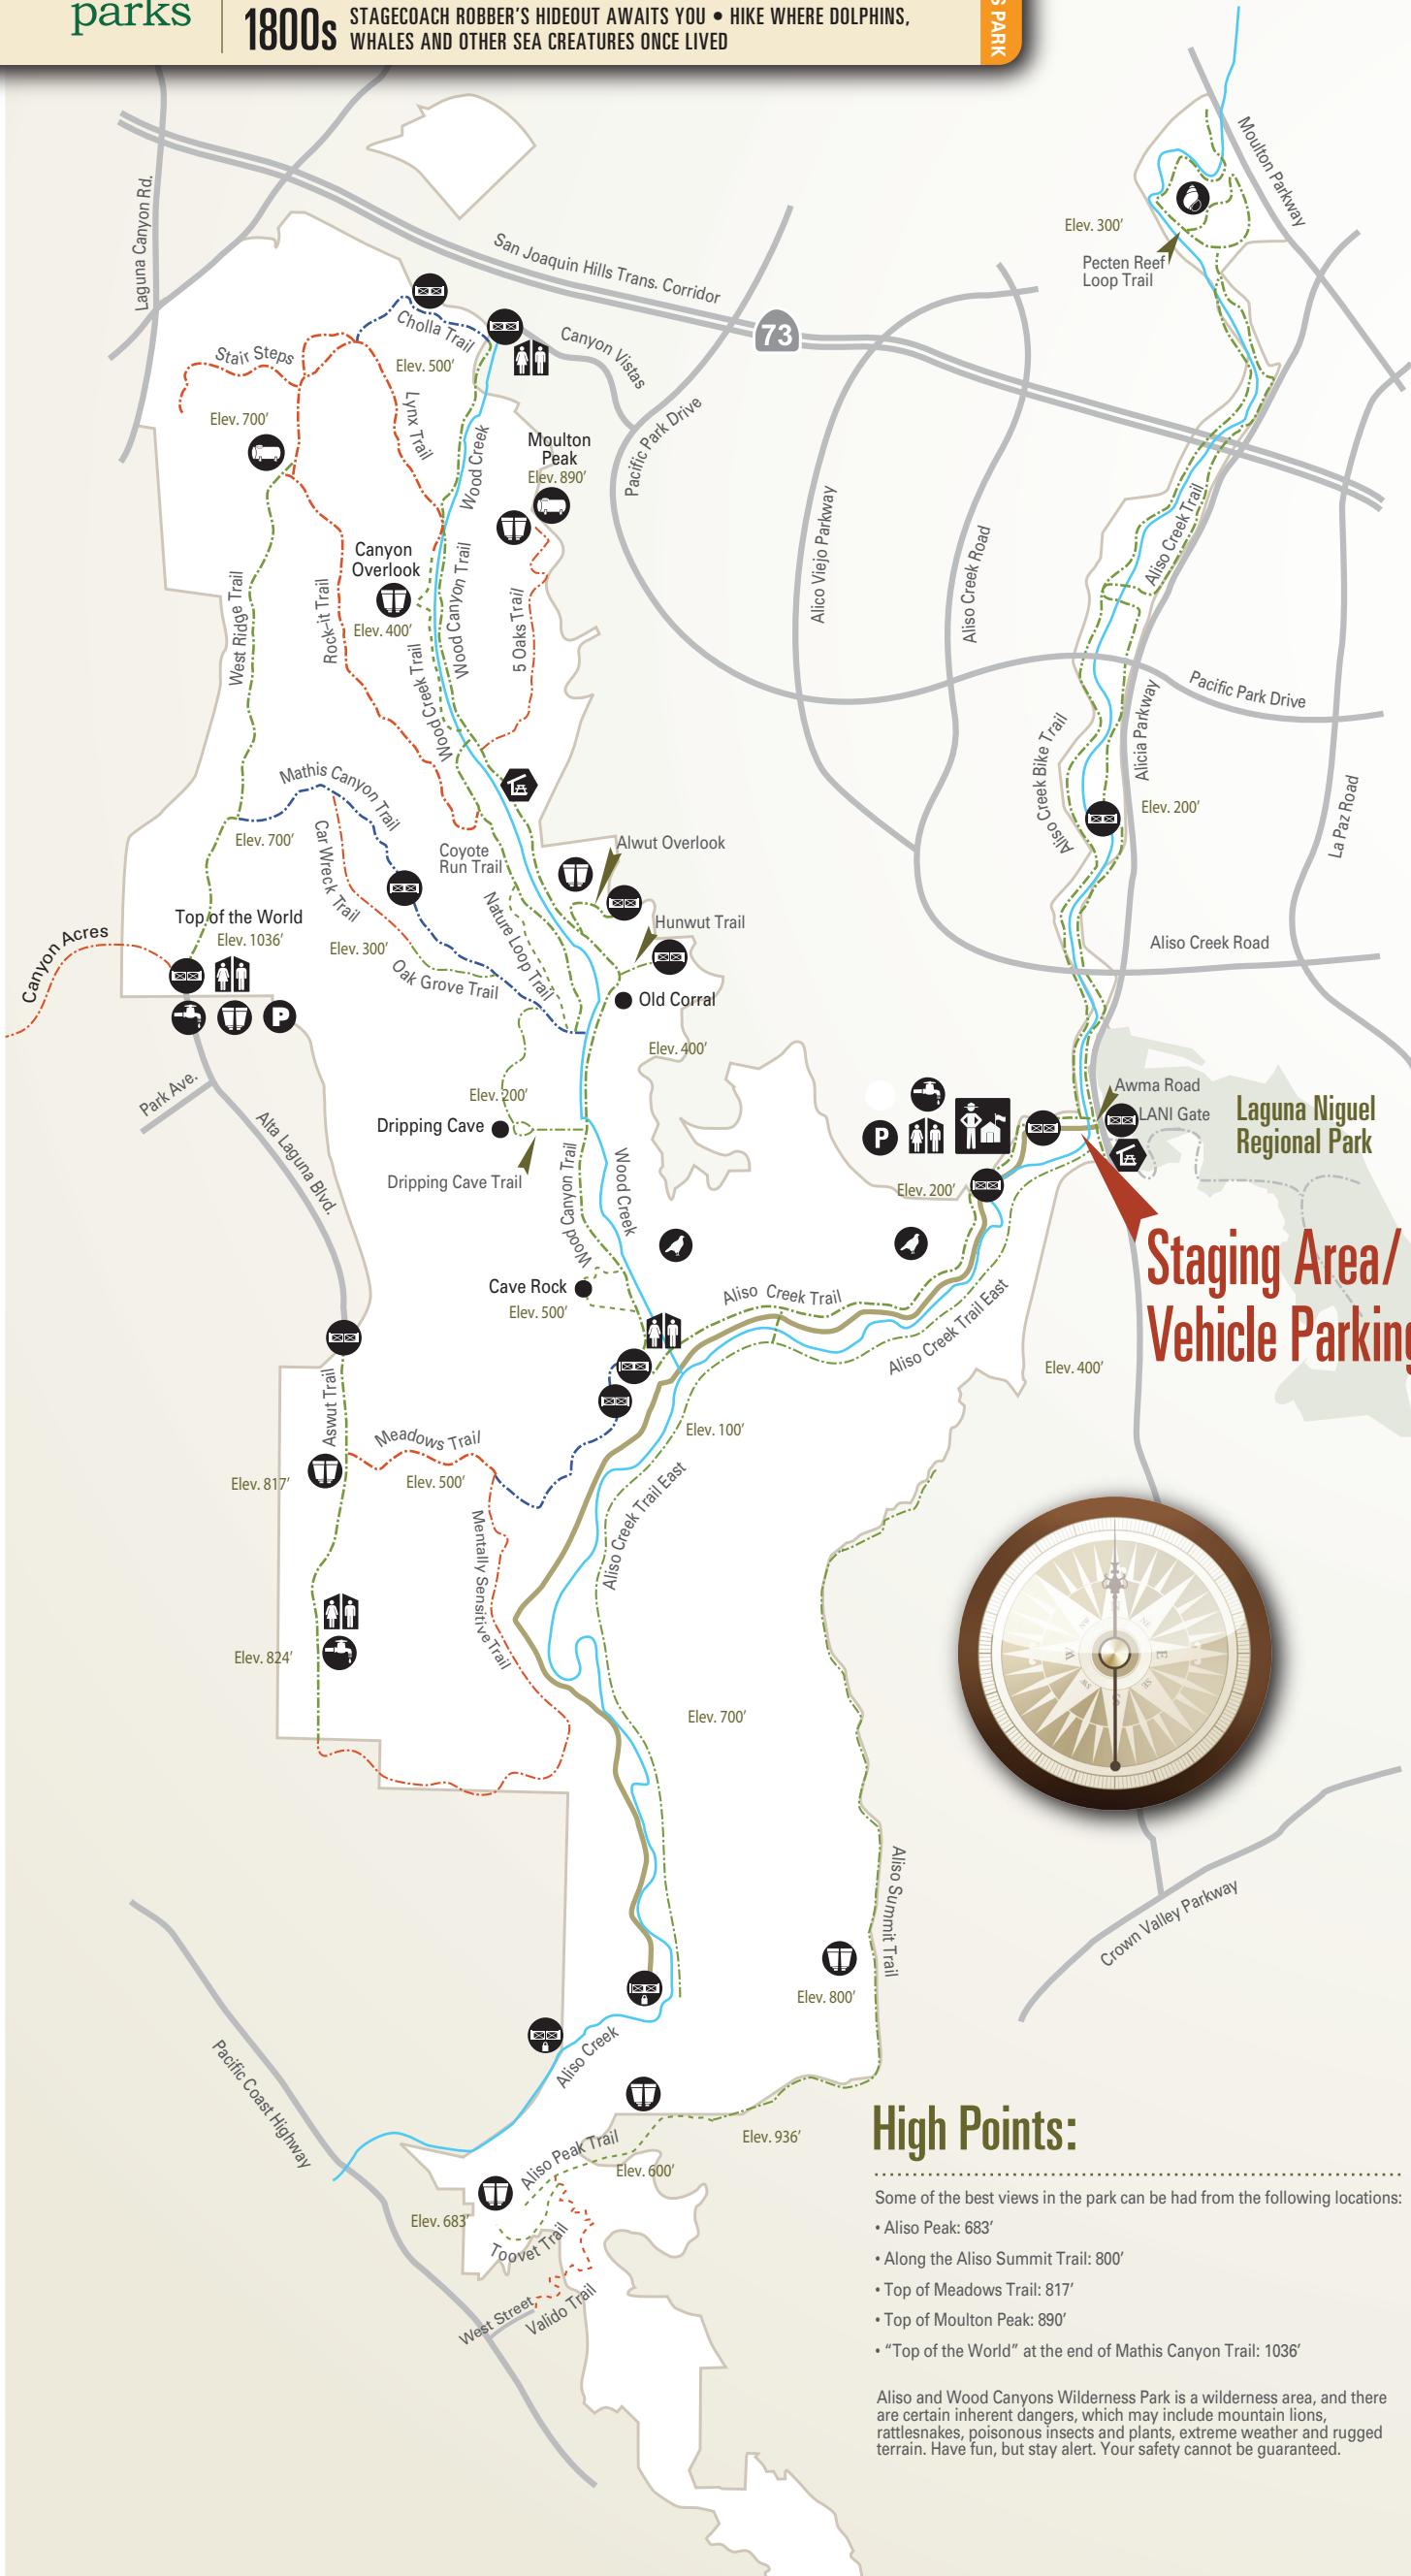 parks
1800s
STAGECOACH ROBBER'S HIDEOUT AWAITS YOU • HIKE WHERE DOLPHINS,
WHALES AND OTHER SEA CREATURES ONCE LIVED
S PARK
Laguna Canyon Rd.
San Joaquin Hills Trans. Corridor
73
Moulton Parkway
Elev. 300'
Pecten Reef
Loop Trail
Cholla Trail
Canyon Vistas
Stair Steps
Elev. 500'
Elev. 700'
Lynx Trail
Wood Creek
Moulton
Peak
Elev. 890'
Pacific Park Drive
Alico Viejo Parkway
Aliso Creek Road
Aliso Creek Trail
Canyon
Overlook
Elev. 400'
West Ridge Trail
Rock-it Trail
Wood Canyon Trail
Wood Creek Trail
5 Oaks Trail
Pacific Park Drive
Alicia Parkway
Aliso Creek Bike Trail
Elev. 200'
La Paz Road
Mathis Canyon Trail
Elev. 700'
Car Wreck Trail
Coyote
Run Trail
Alwut Overlook
Nature Loop Trail
Hunwut Trail
Top of the World
Elev. 1036'
Canyon Acres
Elev. 300'
Oak Grove Trail
Old Corral
Aliso Creek Road
Elev. 400'
P
Park Ave.
Elev. 200'
Dripping Cave
Dripping Cave Trail
Alta Laguna Blvd.
Wood Canyon Trail
Wood Creek
P
Awma Road
LANI Gate
Laguna Niguel
Regional Park
Elev. 200'
Staging Area/
Vehicle Parking
Cave Rock
Elev. 500'
Aliso Creek Trail
Aliso Creek Trail East
Elev. 400'
Aswut Trail
Meadows Trail
Elev. 817'
Elev. 500'
Elev. 100'
Aliso Creek Trail East
Mentally Sensitive Trail
N
NE
E
SE
S
SW
W
NW
Elev. 824'
Elev. 700'
Aliso Summit Trail
Crown Valley Parkway
Elev. 800'
Pacific Coast Highway
Aliso Creek
Elev. 936'
Aliso Peak Trail
Elev. 600'
Elev. 683'
Toovet Trail
West Street
Valido Trail
High Points:
Some of the best views in the park can be had from the following locations:
• Aliso Peak: 683'
• Along the Aliso Summit Trail: 800'
• Top of Meadows Trail: 817'
• Top of Moulton Peak: 890'
• “Top of the World” at the end of Mathis Canyon Trail: 1036'
Aliso and Wood Canyons Wilderness Park is a wilderness area, and there
are certain inherent dangers, which may include mountain lions,
rattlesnakes, poisonous insects and plants, extreme weather and rugged
terrain. Have fun, but stay alert. Your safety cannot be guaranteed.